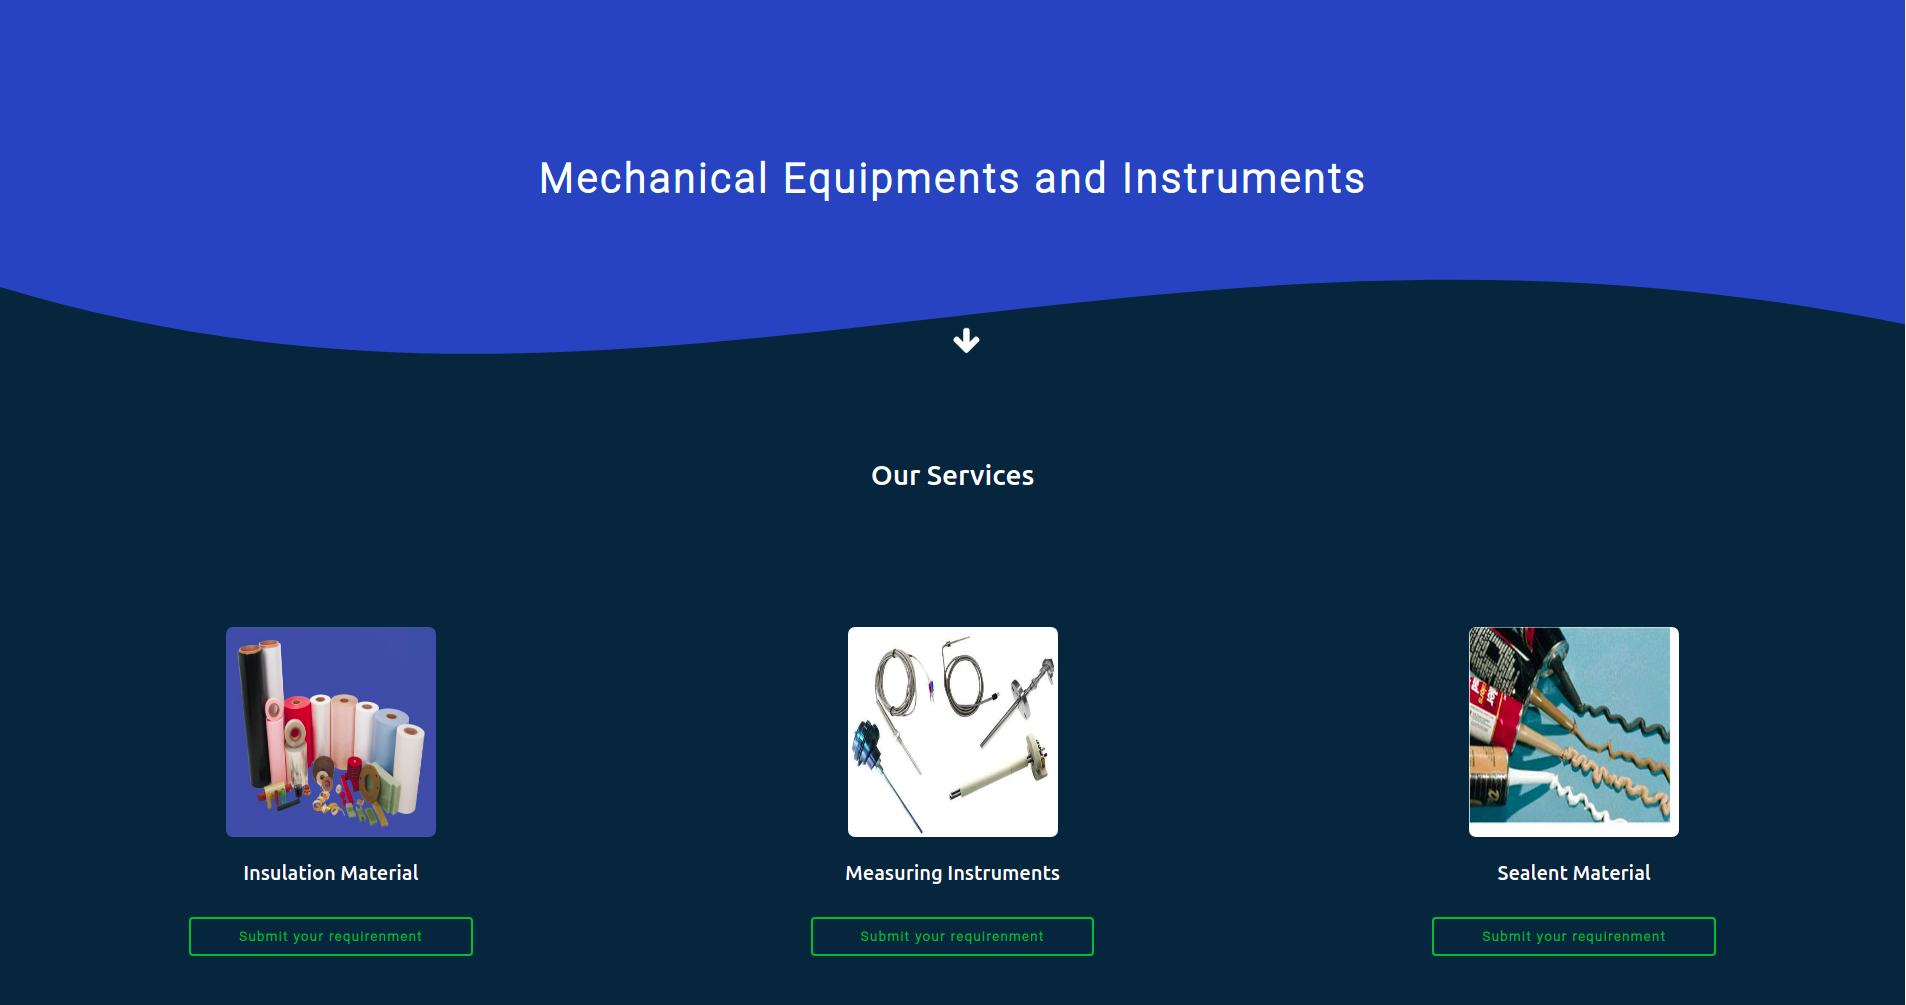 Mechanical Equipments and Instruments
Our Services
Insulation Material
Measuring Instruments
Sealent Material
Submit your requirenment
Submit your requirenment
Submit your requirenment